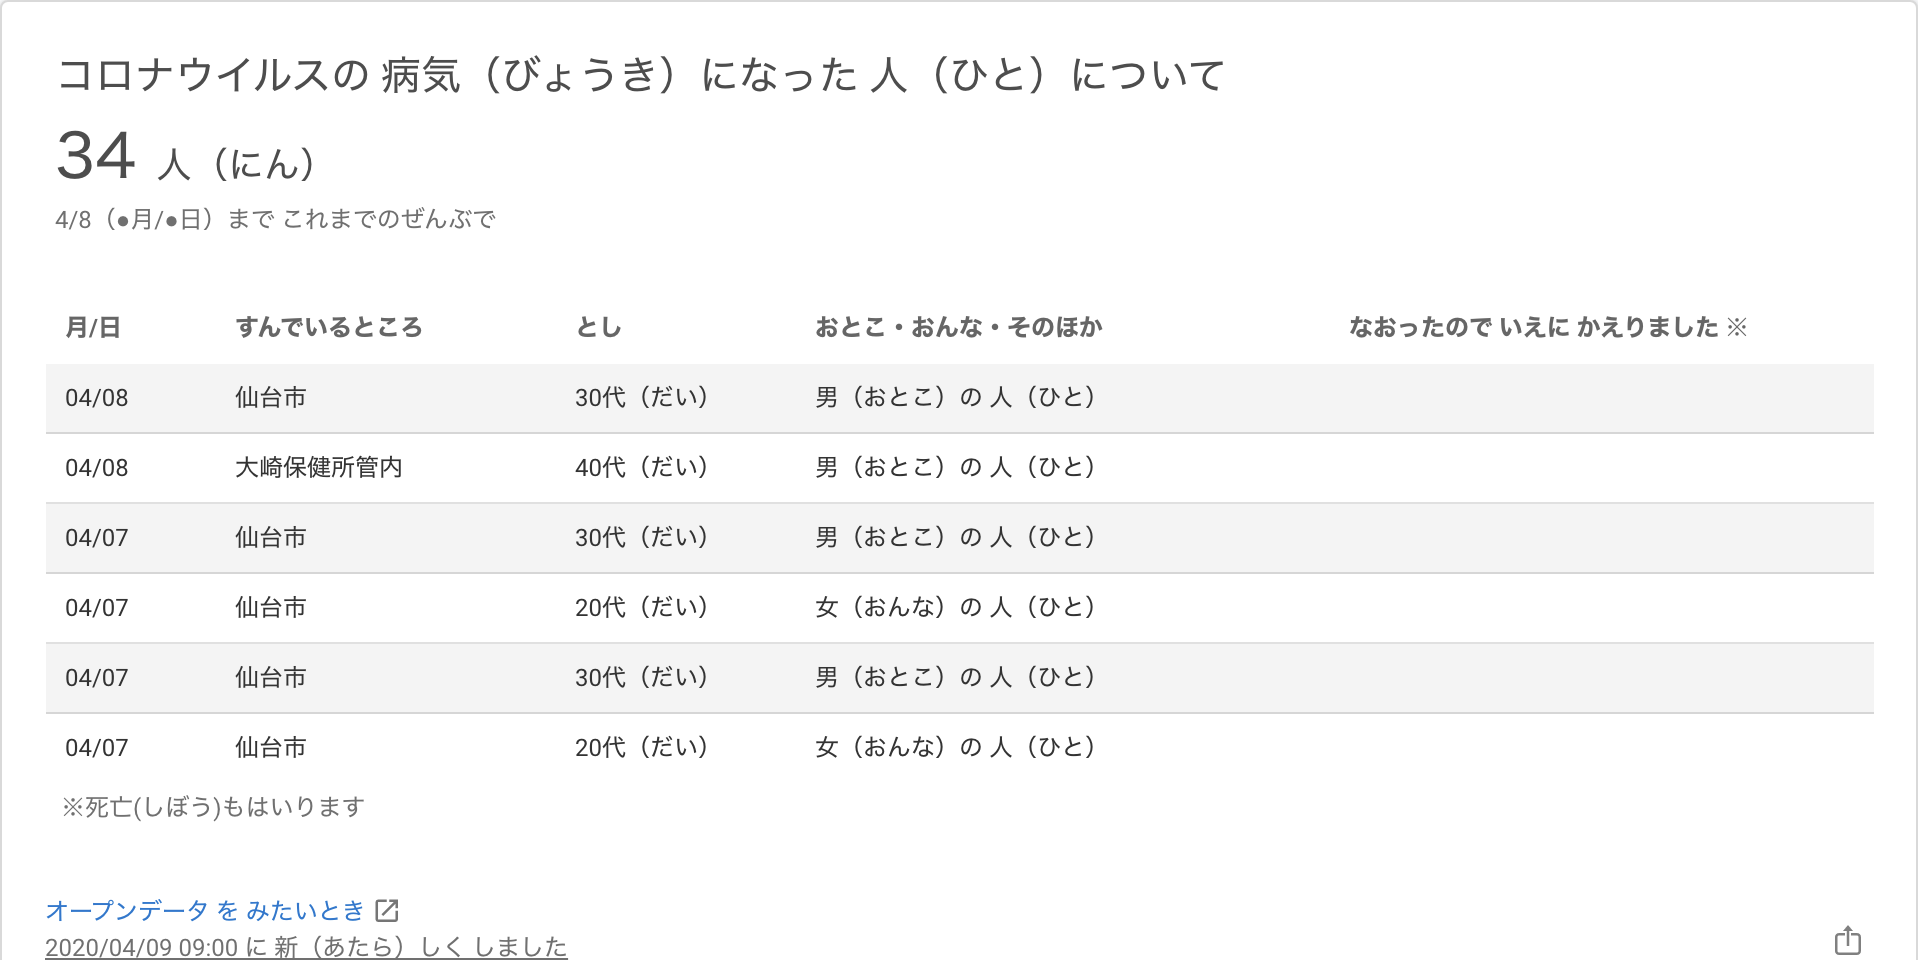 コロナウイルスの 病気（びょうき）になった 人（ひと）について
34 人（にん）
4/8（●月/●日）まで これまでのぜんぶで
月/日 すんでいるところ とし おとこ・おんな・そのほか なおったので いえに かえりました ※
04/08 仙台市 30代（だい） 男（おとこ）の 人（ひと）
04/08 大崎保健所管内 40代（だい） 男（おとこ）の 人（ひと）
04/07 仙台市 30代（だい） 男（おとこ）の 人（ひと）
04/07 仙台市 20代（だい） 女（おんな）の 人（ひと）
04/07 仙台市 30代（だい） 男（おとこ）の 人（ひと）
04/07 仙台市 20代（だい） 女（おんな）の 人（ひと）
※死亡(しぼう)もはいります
オープンデータ を みたいとき
2020/04/09 09:00 に 新（あたら）しく しました